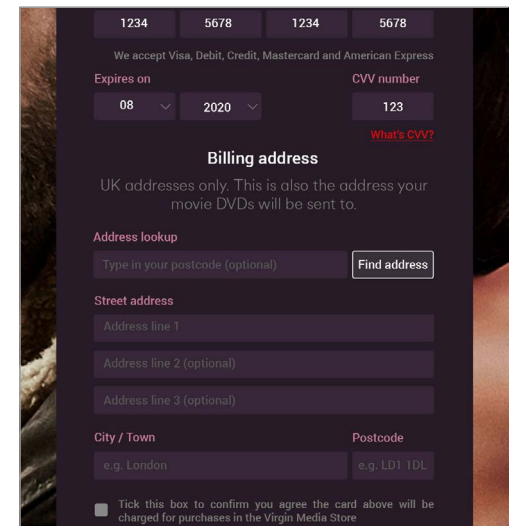 1234 5678 1234 5678
We accept Visa, Debit, Credit, Mastercard and American Express
Expires on CVV number
08 2020 123
What's CVV?
Billing address
UK addresses only. This is also the address your
movie DVDs will be sent to.
Address lookup
Type in your postcode (optional) Find address
Street address
Address line 1
Address line 2 (optional)
Address line 3 (optional)
City / Town Postcode
e.g. London e.g. LD1 1DL
Tick this box to confirm you agree the card above will be
charged for purchases in the Virgin Media Store